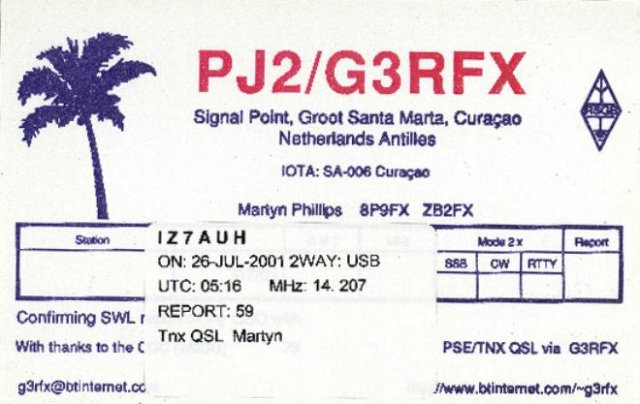 PJ2/G3RFX
Signal Point, Groot Santa Marta, Curaçao
Netherlands Antilles
IOTA: SA-006 Curaçao
Martyn Phillips 8P9FX ZB2FX
Station
Mode 2 x
Report
SSB CW RTTY
IZ7AUH
ON: 26-JUL-2001 2WAY: USB
UTC: 05:16 MHz: 14. 207
REPORT: 59
Tnx QSL Martyn
Confirming SWL
With thanks to the
PSE/TNX QSL via G3RFX
g3rfx@btinternet.co
//www.btinternet.com/~g3rfx